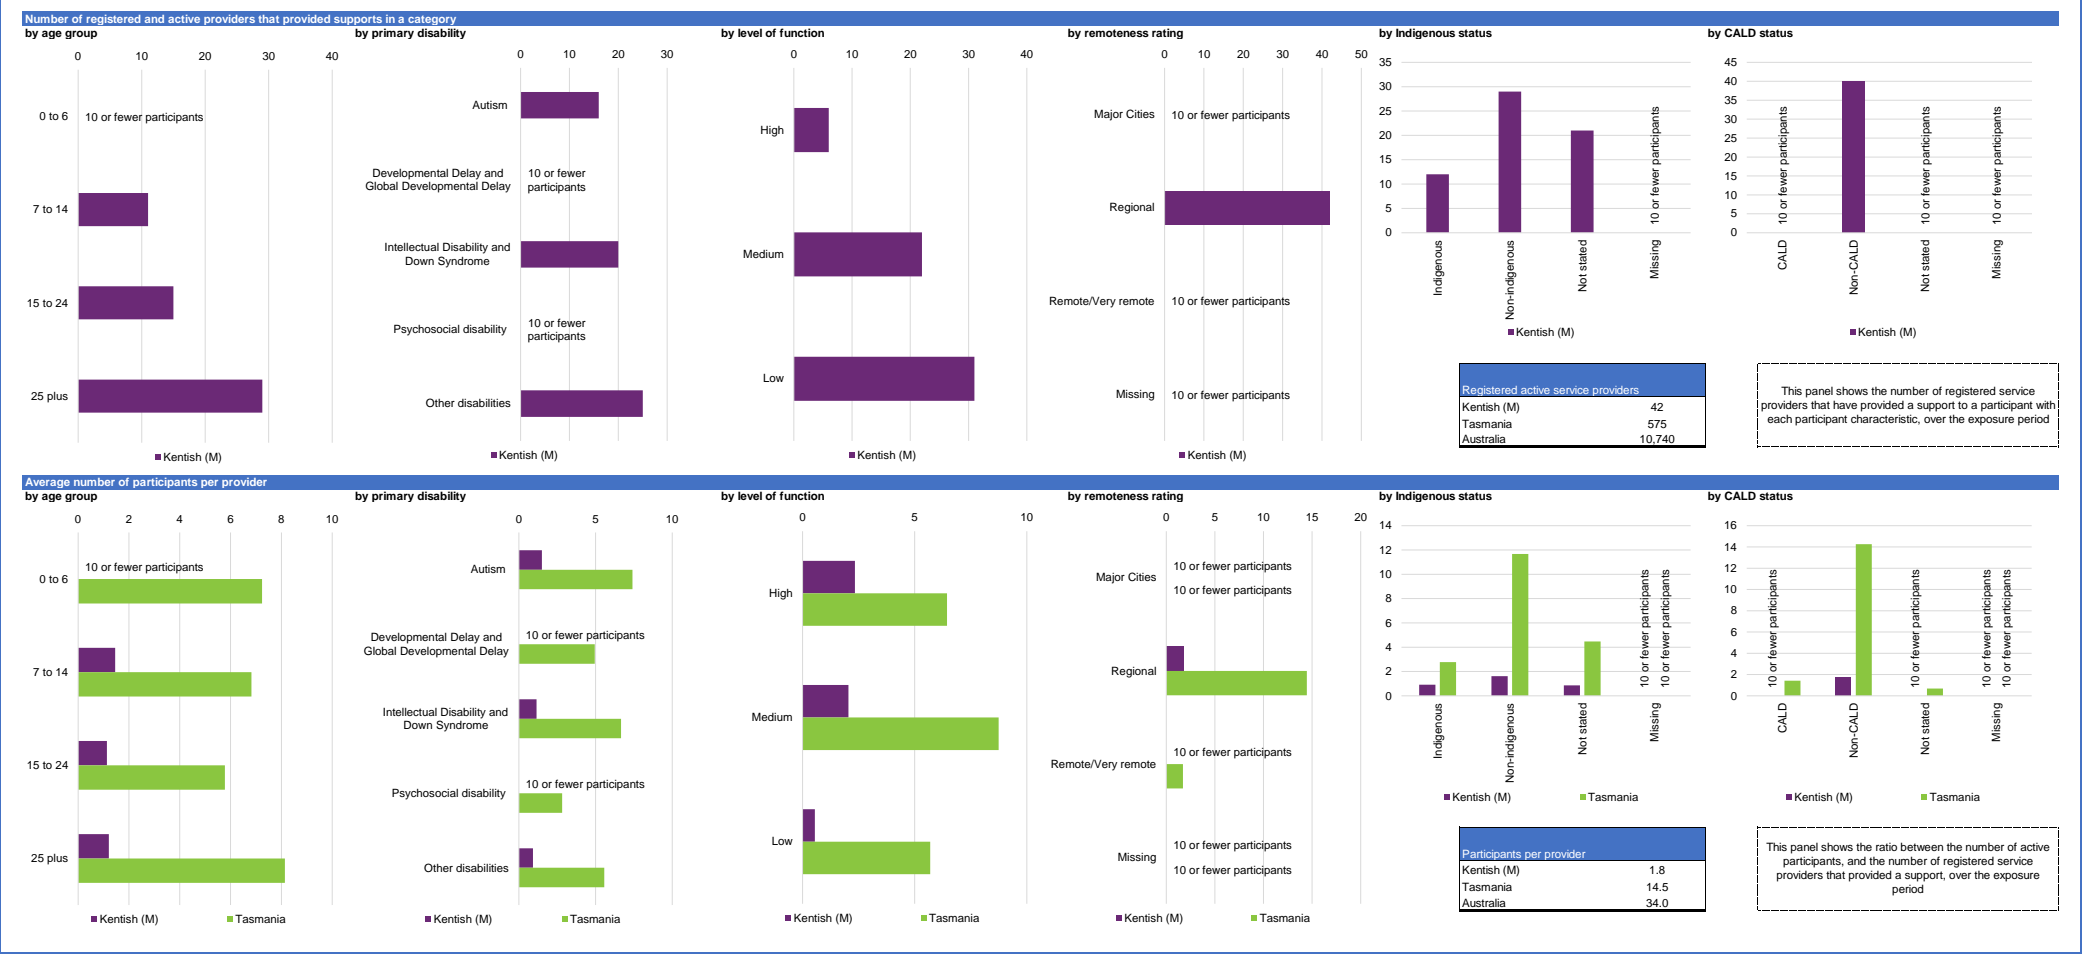 Number of registered and active providers that provided supports in a category
by age group
0 10 20 30 40
0 to 6
10 or fewer participants
7 to 14
15 to 24
25 plus
Kentish (M)
by primary disability
0 10 20 30
Autism
Developmental Delay and
Global Developmental Delay
10 or fewer
participants
Intellectual Disability and
Down Syndrome
Psychosocial disability
10 or fewer
participants
Other disabilities
Kentish (M)
by level of function
0 10 20 30 40
High
Medium
Low
Kentish (M)
by remoteness rating
0 10 20 30 40 50
Major Cities
10 or fewer participants
Regional
Remote/Very remote
10 or fewer participants
Missing
10 or fewer participants
Kentish (M)
by Indigenous status
35
30
25
20
15
10
5
0
10 or fewer participants
Indigenous
Non-indigenous
Not stated
Missing
Kentish (M)
by CALD status
45
40
35
30
25
20
15
10
5
0
10 or fewer participants
10 or fewer participants
10 or fewer participants
CALD
Non-CALD
Not stated
Missing
Kentish (M)
Registered active service providers
Kentish (M) 42
Tasmania 575
Australia 10,740
This panel shows the number of registered service
providers that have provided a support to a participant with
each participant characteristic, over the exposure period
Average number of participants per provider
by age group
0 2 4 6 8 10
0 to 6
10 or fewer participants
7 to 14
15 to 24
25 plus
Kentish (M) Tasmania
by primary disability
0 5 10
Autism
Developmental Delay and
Global Developmental Delay
10 or fewer participants
Intellectual Disability and
Down Syndrome
Psychosocial disability
10 or fewer participants
Other disabilities
Kentish (M) Tasmania
by level of function
0 5 10
High
Medium
Low
Kentish (M) Tasmania
by remoteness rating
0 5 10 15 20
Major Cities
10 or fewer participants
10 or fewer participants
Regional
Remote/Very remote
10 or fewer participants
Missing
10 or fewer participants
10 or fewer participants
Kentish (M) Tasmania
by Indigenous status
14
12
10
8
6
4
2
0
10 or fewer participants
10 or fewer participants
Indigenous
Non-indigenous
Not stated
Missing
Kentish (M) Tasmania
by CALD status
16
14
12
10
8
6
4
2
0
10 or fewer participants
10 or fewer participants
10 or fewer participants
10 or fewer participants
CALD
Non-CALD
Not stated
Missing
Kentish (M) Tasmania
Participants per provider
Kentish (M) 1.8
Tasmania 14.5
Australia 34.0
This panel shows the ratio between the number of active
participants, and the number of registered service
providers that provided a support, over the exposure
period